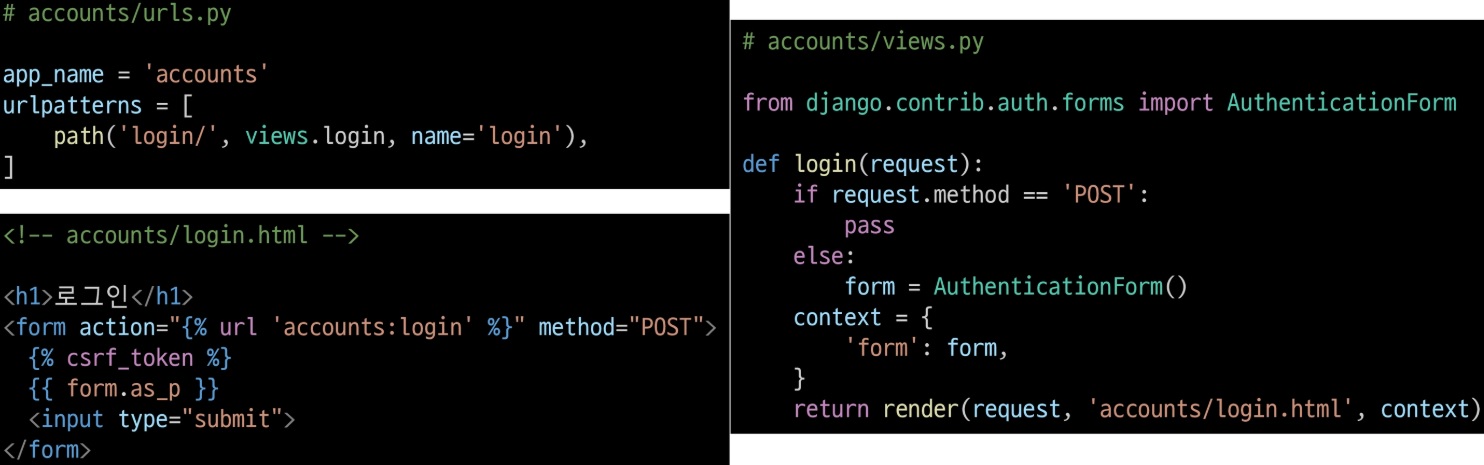 # accounts/urls.py
app_name = 'accounts'
urlpatterns = [
    path('login/', views.login, name='login'),
]
<!-- accounts/login.html -->
<h1>로그인</h1>
<form action="{% url 'accounts:login' %}" method="POST">
  {% csrf_token %}
  {{ form.as_p }}
  <input type="submit">
</form>
# accounts/views.py
from django.contrib.auth.forms import AuthenticationForm
def login(request):
    if request.method == 'POST':
        pass
    else:
        form = AuthenticationForm()
    context = {
        'form': form,
    }
    return render(request, 'accounts/login.html', context)